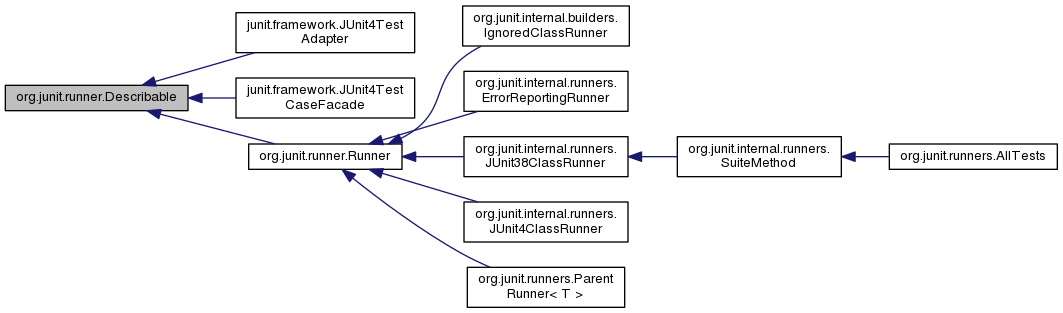 org.junit.runner.Describable
junit.framework.JUnit4Test
Adapter
junit.framework.JUnit4Test
CaseFacade
org.junit.runner.Runner
org.junit.internal.builders.
IgnoredClassRunner
org.junit.internal.runners.
ErrorReportingRunner
org.junit.internal.runners.
JUnit38ClassRunner
org.junit.internal.runners.
JUnit4ClassRunner
org.junit.runners.Parent
Runner< T >
org.junit.internal.runners.
SuiteMethod
org.junit.runners.AllTests